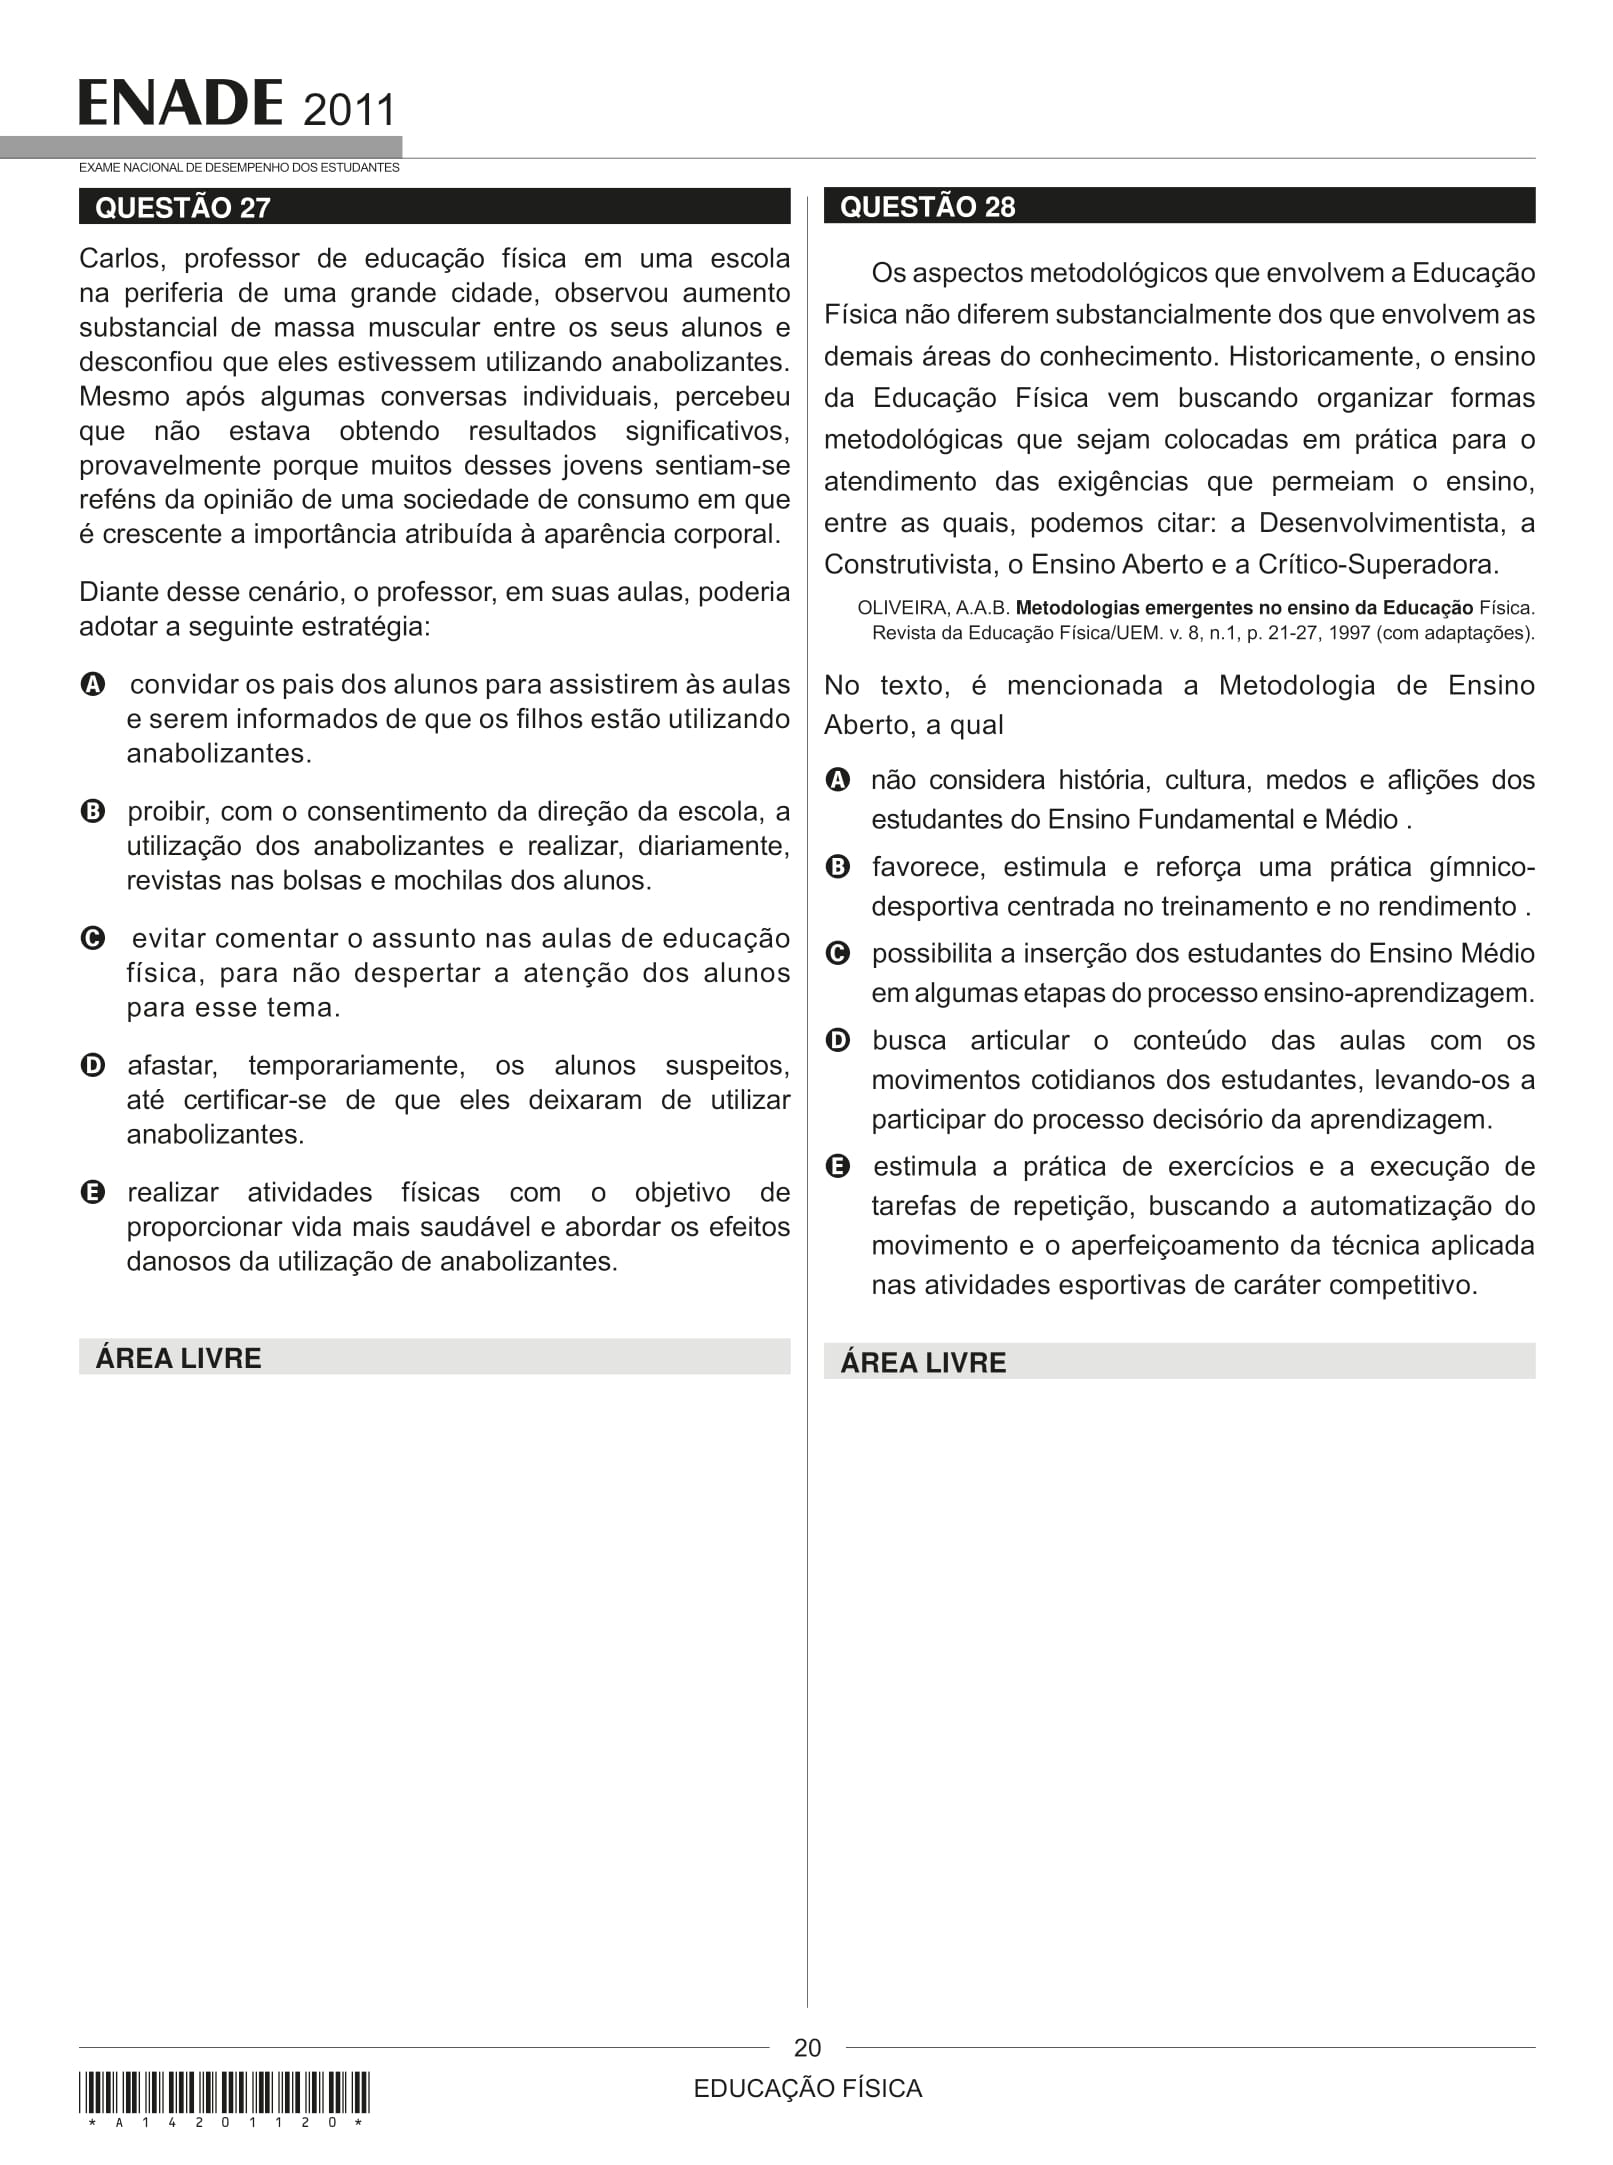 ENADE 2011
EXAME NACIONAL DE DESEMPENHO DOS ESTUDANTES
QUESTÃO 27
Carlos, professor de educação física em uma escola
na periferia de uma grande cidade, observou aumento
substancial de massa muscular entre os seus alunos e
desconfiou que eles estivessem utilizando anabolizantes.
Mesmo após algumas conversas individuais, percebeu
que não estava obtendo resultados significativos,
provavelmente porque muitos desses jovens sentiam-se
reféns da opinião de uma sociedade de consumo em que
é crescente a importância atribuída à aparência corporal.
Diante desse cenário, o professor, em suas aulas, poderia
adotar a seguinte estratégia:
A convidar os pais dos alunos para assistirem às aulas
e serem informados de que os filhos estão utilizando
anabolizantes.
B proibir, com o consentimento da direção da escola, a
utilização dos anabolizantes e realizar, diariamente,
revistas nas bolsas e mochilas dos alunos.
C evitar comentar o assunto nas aulas de educação
física, para não despertar a atenção dos alunos
para esse tema.
D afastar, temporariamente, os alunos suspeitos,
até certificar-se de que eles deixaram de utilizar
anabolizantes.
E realizar atividades físicas com o objetivo de
proporcionar vida mais saudável e abordar os efeitos
danosos da utilização de anabolizantes.
ÁREA LIVRE
QUESTÃO 28
Os aspectos metodológicos que envolvem a Educação
Física não diferem substancialmente dos que envolvem as
demais áreas do conhecimento. Historicamente, o ensino
da Educação Física vem buscando organizar formas
metodológicas que sejam colocadas em prática para o
atendimento das exigências que permeiam o ensino,
entre as quais, podemos citar: a Desenvolvimentista, a
Construtivista, o Ensino Aberto e a Crítico-Superadora.
OLIVEIRA, A.A.B. Metodologias emergentes no ensino da Educação Física.
Revista da Educação Física/UEM. v. 8, n.1, p. 21-27, 1997 (com adaptações).
No texto, é mencionada a Metodologia de Ensino
Aberto, a qual
A não considera história, cultura, medos e aflições dos
estudantes do Ensino Fundamental e Médio .
B favorece, estimula e reforça uma prática gímnico-
desportiva centrada no treinamento e no rendimento .
C possibilita a inserção dos estudantes do Ensino Médio
em algumas etapas do processo ensino-aprendizagem.
D busca articular o conteúdo das aulas com os
movimentos cotidianos dos estudantes, levando-os a
participar do processo decisório da aprendizagem.
E estimula a prática de exercícios e a execução de
tarefas de repetição, buscando a automatização do
movimento e o aperfeiçoamento da técnica aplicada
nas atividades esportivas de caráter competitivo.
ÁREA LIVRE
20
EDUCAÇÃO FÍSICA
* A 1 4 2 0 1 1 2 0 *